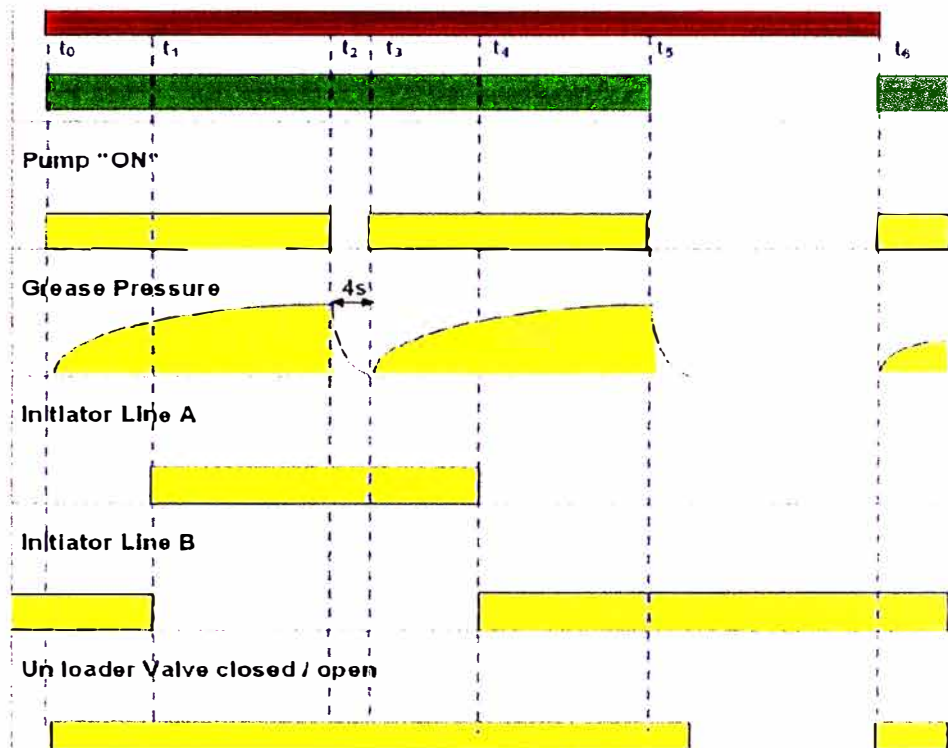 t0 t1 t2 t3 t4 t5 t6
Pump "ON"
Grease Pressure
4s
Initiator Line A
Initiator Line B
Un loader Valve closed / open